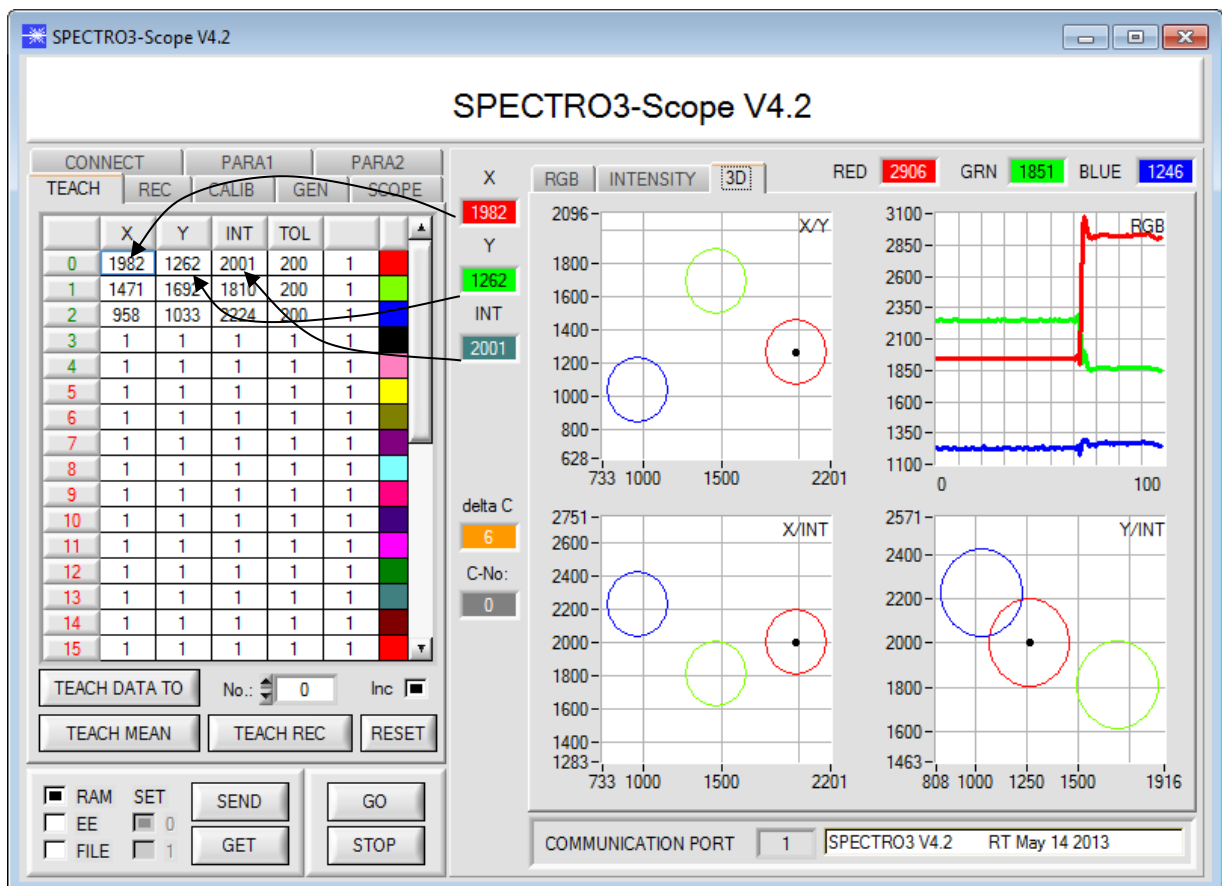 SPECTRO3-Scope V4.2
SPECTRO3-Scope V4.2
CONNECT PARA1 PARA2
TEACH REC CALIB GEN SCOPE
X Y INT TOL
0 1982 1262 2001 200 1
1 1471 1692 1810 200 1
2 958 1033 2224 200 1
3 1 1 1 1 1
4 1 1 1 1 1
5 1 1 1 1 1
6 1 1 1 1 1
7 1 1 1 1 1
8 1 1 1 1 1
9 1 1 1 1 1
10 1 1 1 1 1
11 1 1 1 1 1
12 1 1 1 1 1
13 1 1 1 1 1
14 1 1 1 1 1
15 1 1 1 1 1
TEACH DATA TO No.: 0 Inc
TEACH MEAN TEACH REC RESET
RAM SET SEND GO
EE 0
FILE 1 GET STOP
X
1982
Y
1262
INT
2001
delta C
6
C-No:
0
RGB INTENSITY 3D RED 2906 GRN 1851 BLUE 1246
X/Y
2096
1800
1600
1400
1200
1000
800
628
733 1000 1500 2201
RGB
3100
2850
2600
2350
2100
1850
1600
1350
1100
0 100
X/INT
2751
2600
2400
2200
2000
1800
1600
1400
1283
733 1000 1500 2201
Y/INT
2571
2400
2200
2000
1800
1600
1463
808 1000 1250 1500 1916
COMMUNICATION PORT 1 SPECTRO3 V4.2 RT May 14 2013